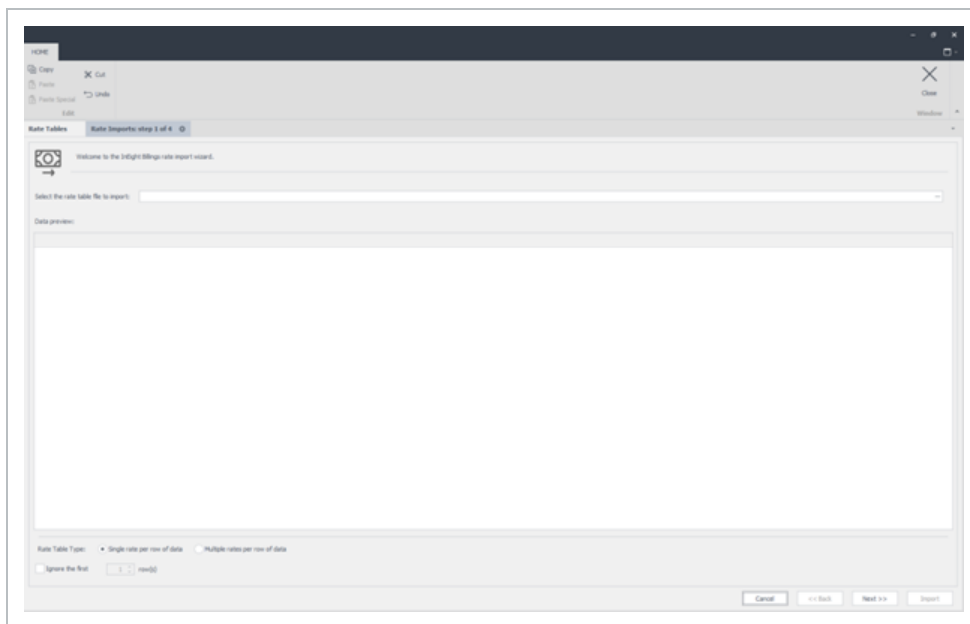 HOME
Copy
Cut
Paste
Undo
Paste Special
Edit
Close
Window
Rate Tables
Rate Imports: step 1 of 4
Welcome to the InEight Billings rate import wizard.
Select the rate table file to import:
Data preview:
Rate Table Type: Single rate per row of data Multiple rates per row of data
Ignore the first 1 row(s)
Cancel << Back Next >> Import